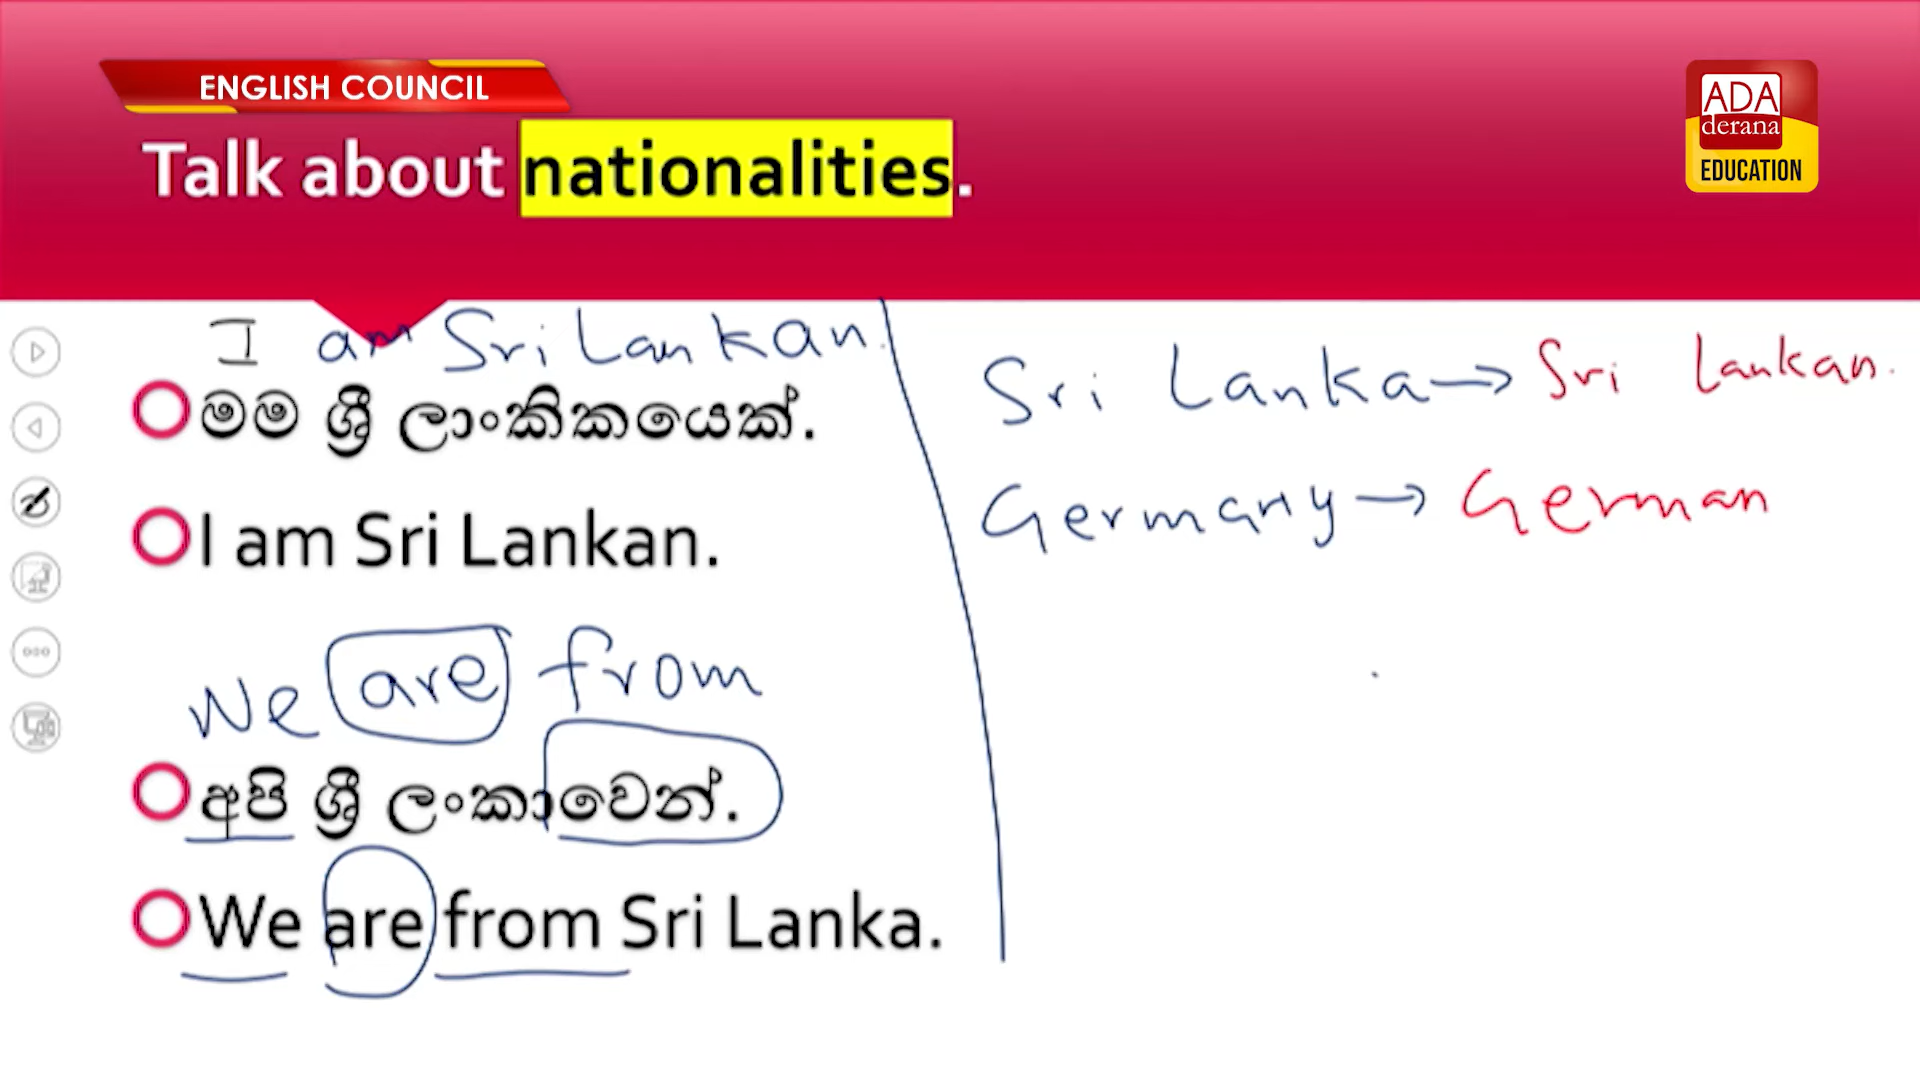 ENGLISH COUNCIL
ADA
derana
EDUCATION
Talk about nationalities.
I am Sri Lankan.
මම ශ්‍රී ලාංකිකයෙක්.
I am Sri Lankan.
We are from
අපි ශ්‍රී ලංකාවෙන්.
We are from Sri Lanka.
Sri Lanka → Sri Lankan.
Germany → German